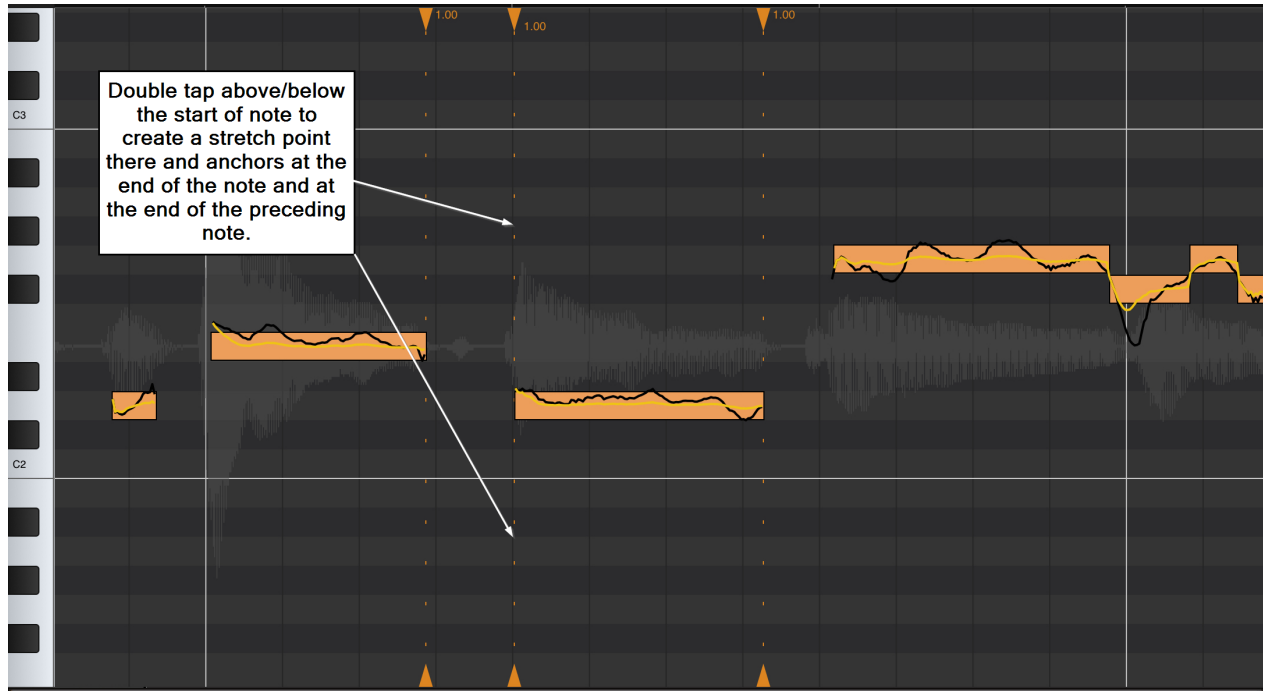 1.00
1.00
1.00
Double tap above/below
the start of note to
create a stretch point
there and anchors at the
end of the note and at
the end of the preceding
note.
C3
C2